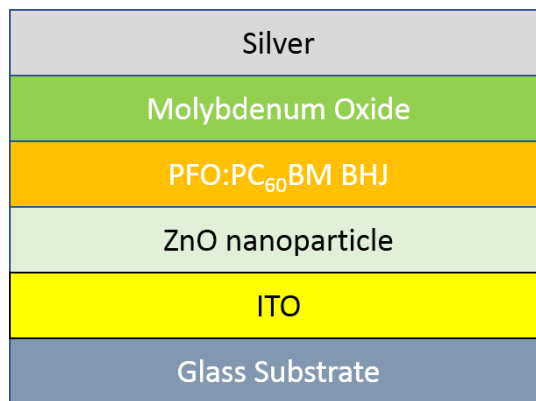 Silver
Molybdenum Oxide
PFO:PC₆₀BM BHJ
ZnO nanoparticle
ITO
Glass Substrate